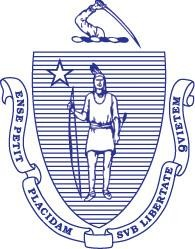 ENSE PETIT
PLACIDAM
SVB LIBERTATE
QVIETEM